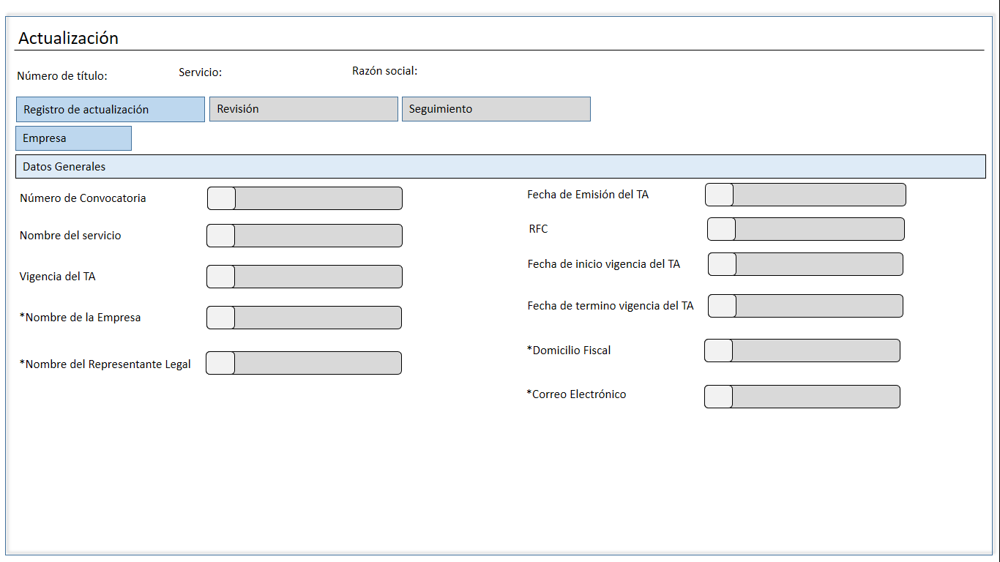 Actualización
Número de título:
Servicio:
Razón social:
Registro de actualización
Revisión
Seguimiento
Empresa
Datos Generales
Número de Convocatoria
Fecha de Emisión del TA
Nombre del servicio
RFC
Vigencia del TA
Fecha de inicio vigencia del TA
*Nombre de la Empresa
Fecha de termino vigencia del TA
*Nombre del Representante Legal
*Domicilio Fiscal
*Correo Electrónico